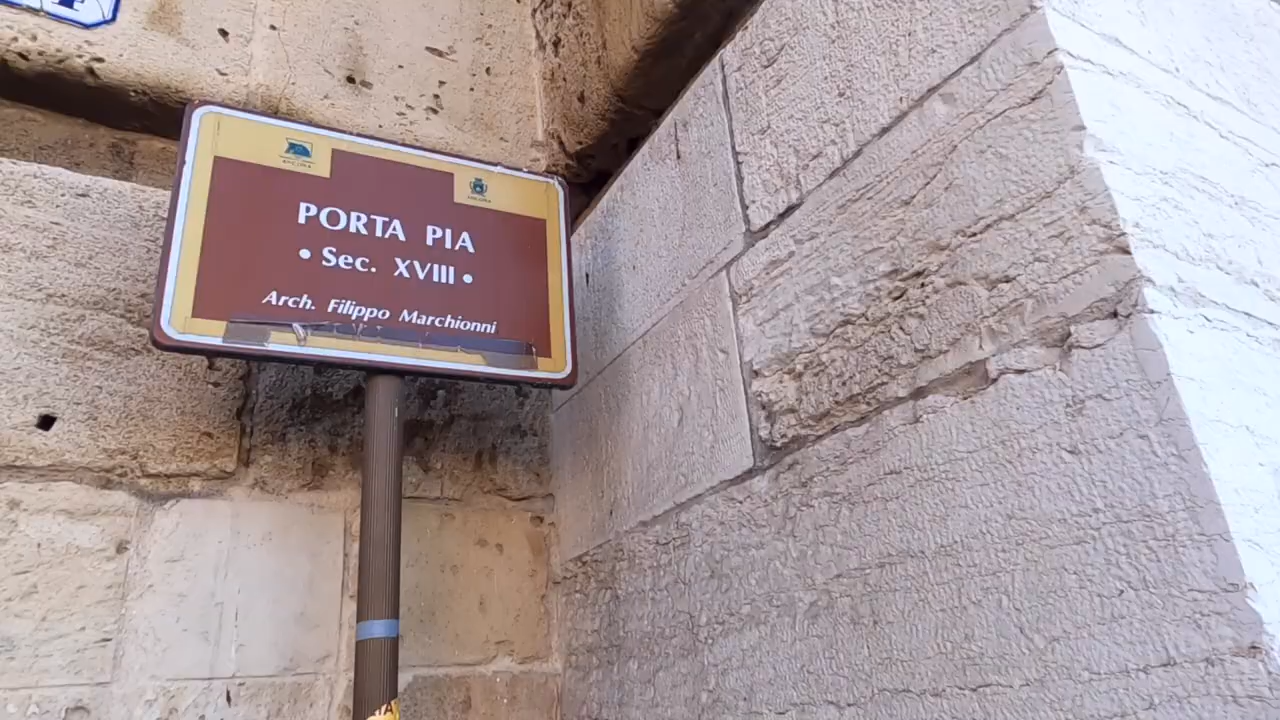 PORTA PIA
• Sec. XVIII •
Arch. Filippo Marchionni